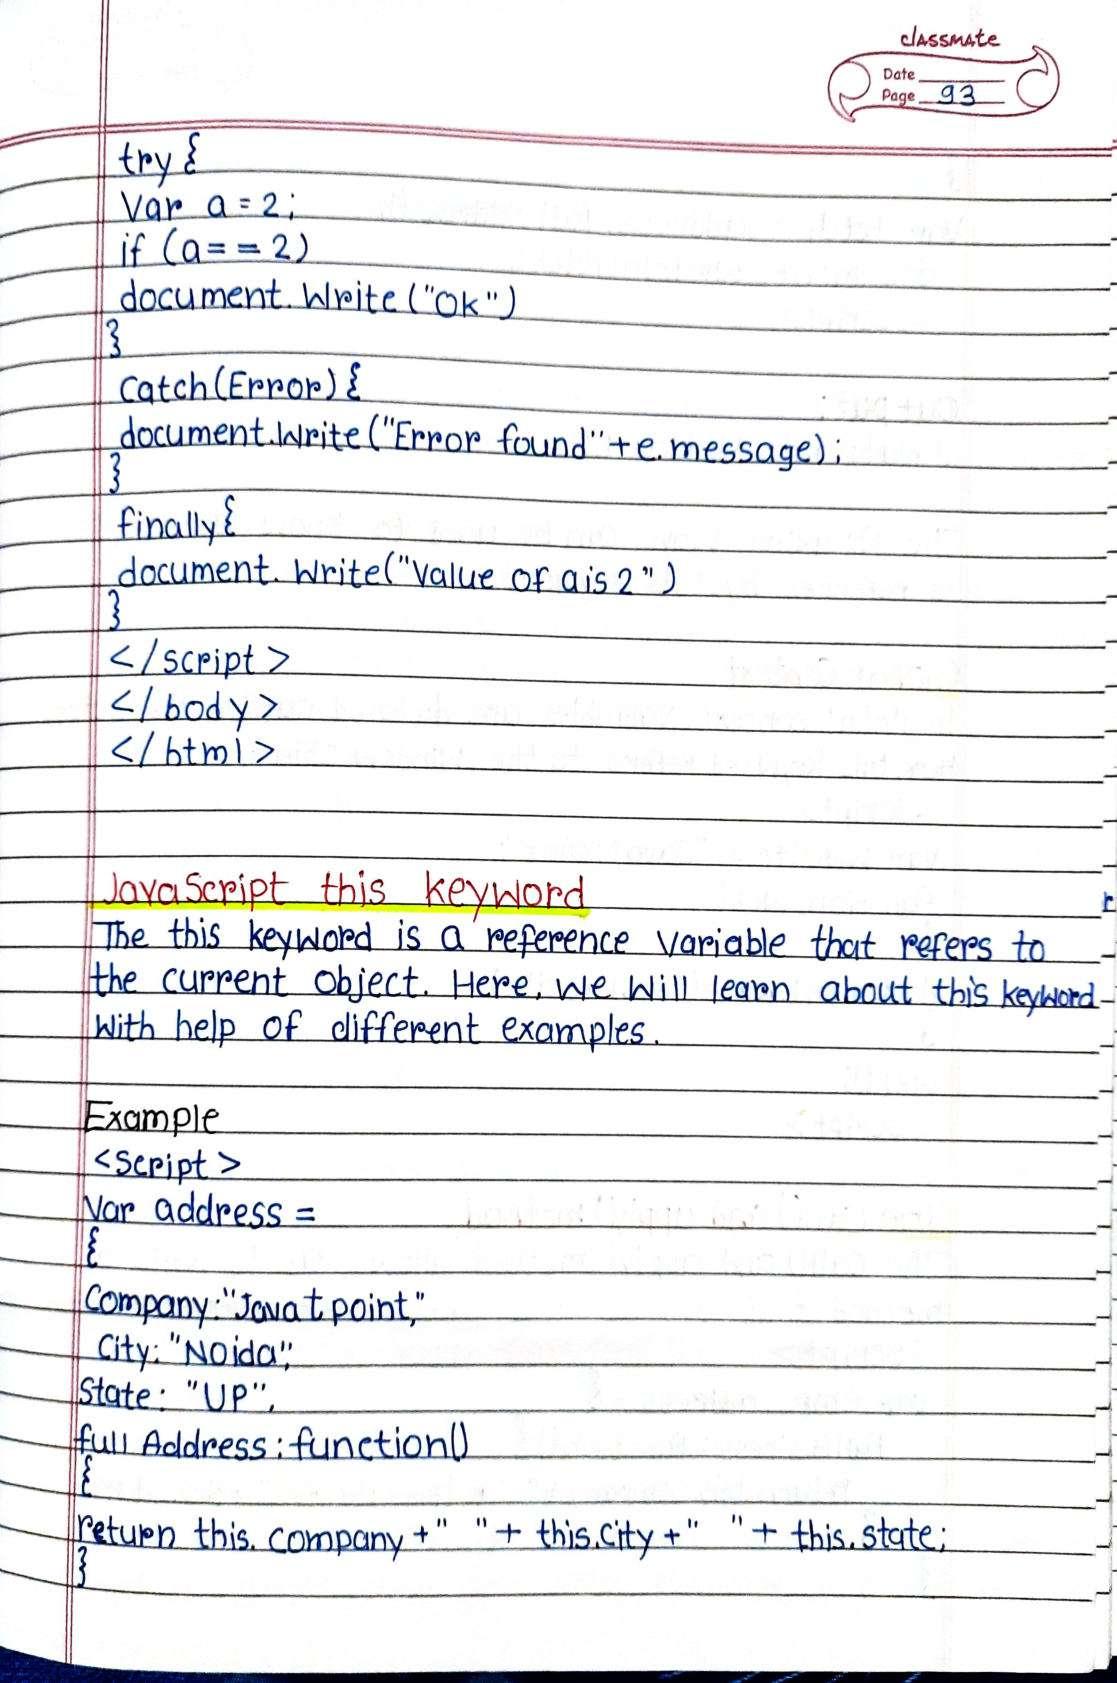 classmate
Date
Page 93
try {
var a = 2;
if (a==2)
document.write("ok")
}
catch(Error) {
document.write("Error found"+e.message);
}
finally {
document.write("Value of a is 2")
}
</script>
</body>
</html>
JavaScript this keyword
The this keyword is a reference variable that refers to
the current object. Here, we will learn about this keyword
with help of different examples.
Example
<script>
var address =
{
Company:"Javatpoint,"
City: "Noida",
State: "UP",
full Address : function()
{
return this.company +" "+ this.city +" "+ this.state;
}